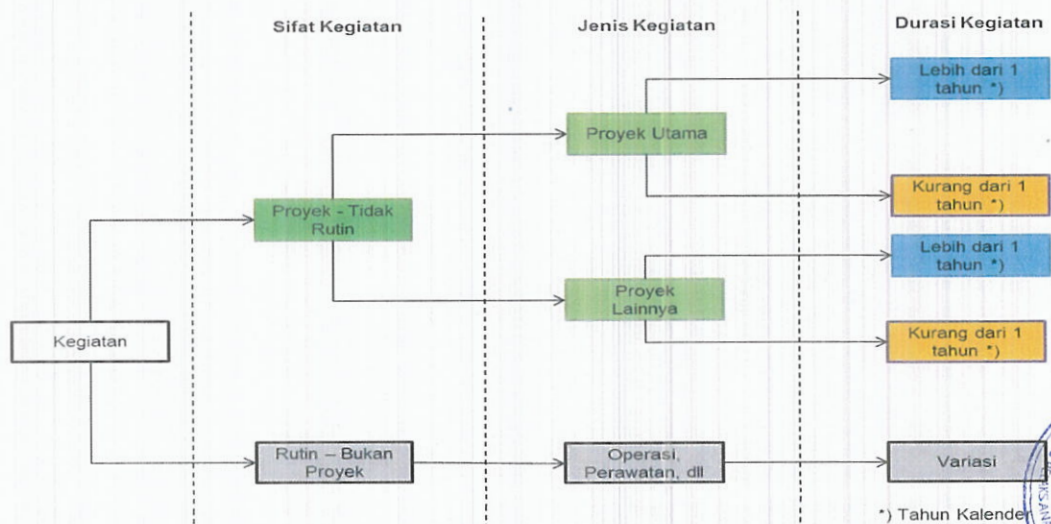 Sifat Kegiatan
Jenis Kegiatan
Durasi Kegiatan
Lebih dari 1
tahun *)
Proyek Utama
Kurang dari 1
tahun *)
Proyek - Tidak
Rutin
Lebih dari 1
tahun *)
Proyek
Lainnya
Kegiatan
Kurang dari 1
tahun *)
Rutin – Bukan
Proyek
Operasi,
Perawatan, dll
Variasi
*) Tahun Kalender